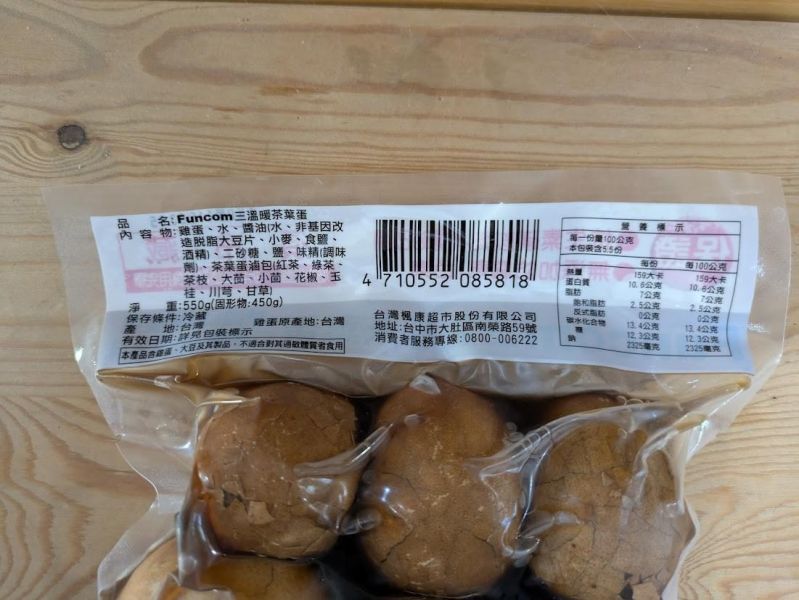 品　　名:Funcom三溫暖茶葉蛋
內 容 物:雞蛋、水、醬油(水、非基因改
造脫脂大豆片、小麥、食鹽、
酒精)、二砂糖、鹽、味精(調味
劑)、茶葉蛋滷包(紅茶、綠茶、
茶枝、大茴、小茴、花椒、玉
桂、川芎、甘草)
淨　　重:550g(固形物:450g)
保存條件:冷藏
產　　地:台灣　雞蛋原產地:台灣
有效日期:詳見包裝標示
本產品含雞蛋、大豆及其製品，不適合對其過敏體質者食用
4 710552 085818
台灣楓康超市股份有限公司
地址:台中市大肚區南榮路59號
消費者服務專線:0800-006222
營養標示
每一份量100公克
本包裝含5.5份
每份 每100公克
熱量 159大卡 159大卡
蛋白質 10.6公克 10.6公克
脂肪 7公克 7公克
飽和脂肪 2.5公克 2.5公克
反式脂肪 0公克 0公克
碳水化合物 13.4公克 13.4公克
糖 12.3公克 12.3公克
鈉 2325毫克 2325毫克